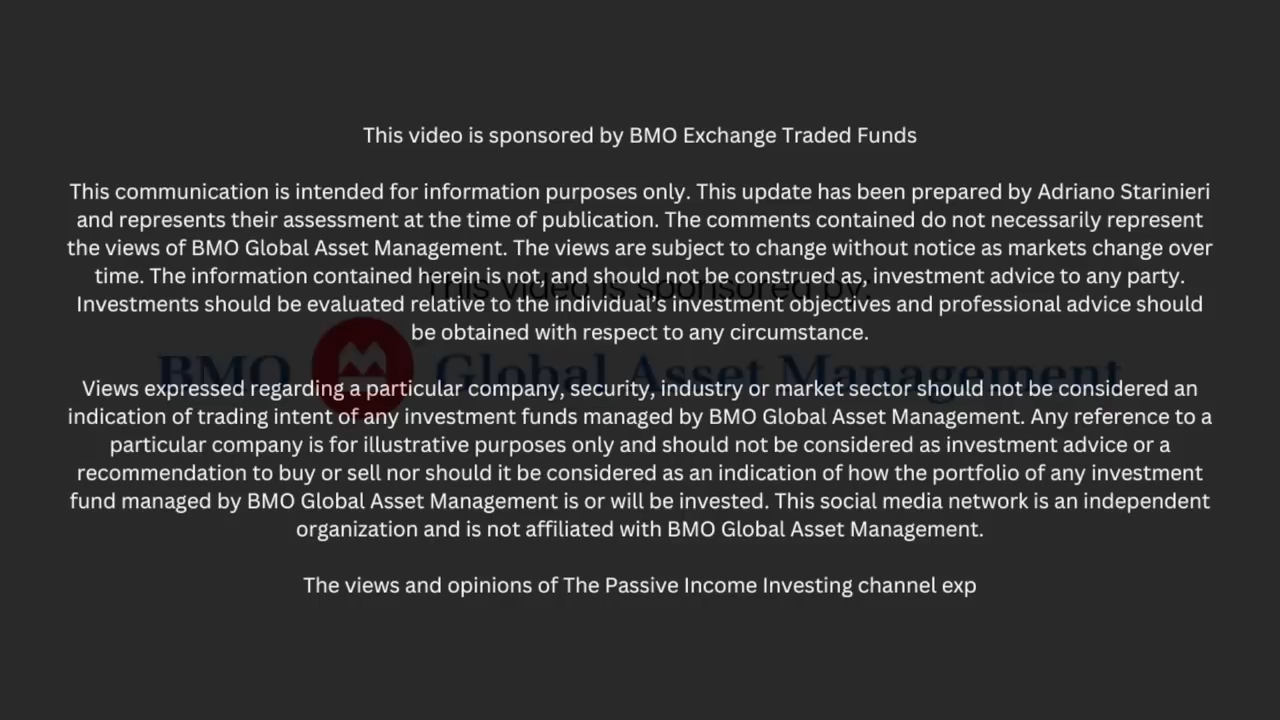 This video is sponsored by BMO Exchange Traded Funds
This communication is intended for information purposes only. This update has been prepared by Adriano Starinieri
and represents their assessment at the time of publication. The comments contained do not necessarily represent
the views of BMO Global Asset Management. The views are subject to change without notice as markets change over
time. The information contained herein is not, and should not be construed as, investment advice to any party.
This video is sponsored by:
Investments should be evaluated relative to the individual’s investment objectives and professional advice should
be obtained with respect to any circumstance.
BMO Global Asset Management
Views expressed regarding a particular company, security, industry or market sector should not be considered an
indication of trading intent of any investment funds managed by BMO Global Asset Management. Any reference to a
particular company is for illustrative purposes only and should not be considered as investment advice or a
recommendation to buy or sell nor should it be considered as an indication of how the portfolio of any investment
fund managed by BMO Global Asset Management is or will be invested. This social media network is an independent
organization and is not affiliated with BMO Global Asset Management.
The views and opinions of The Passive Income Investing channel exp